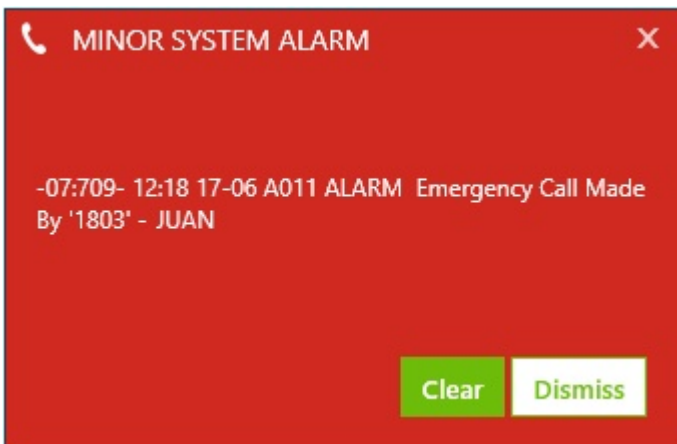 MINOR SYSTEM ALARM X
-07:709- 12:18 17-06 A011 ALARM  Emergency Call Made
By '1803' - JUAN
Clear Dismiss